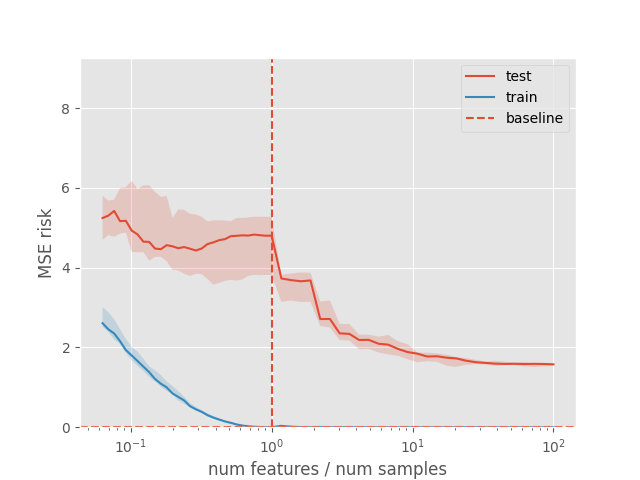 8
6
4
2
0
MSE risk
test
train
baseline
10⁻¹ 10⁰ 10¹ 10²
num features / num samples